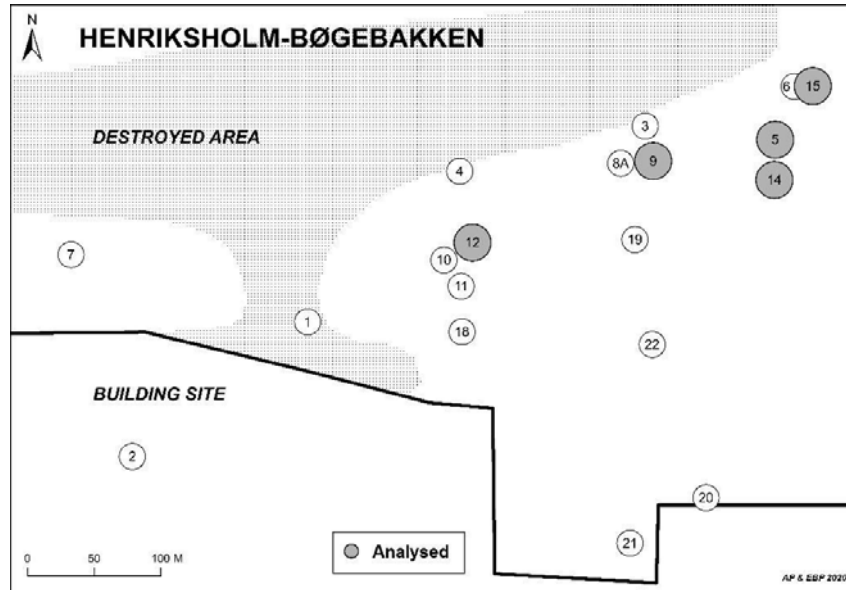 N
HENRIKSHOLM-BØGEBAKKEN
6 15
3
DESTROYED AREA
5
8A 9
4
14
12
19
7
10
11
1
18
22
BUILDING SITE
2
20
21
0 50 100 M
Analysed
AP & EBP 2020